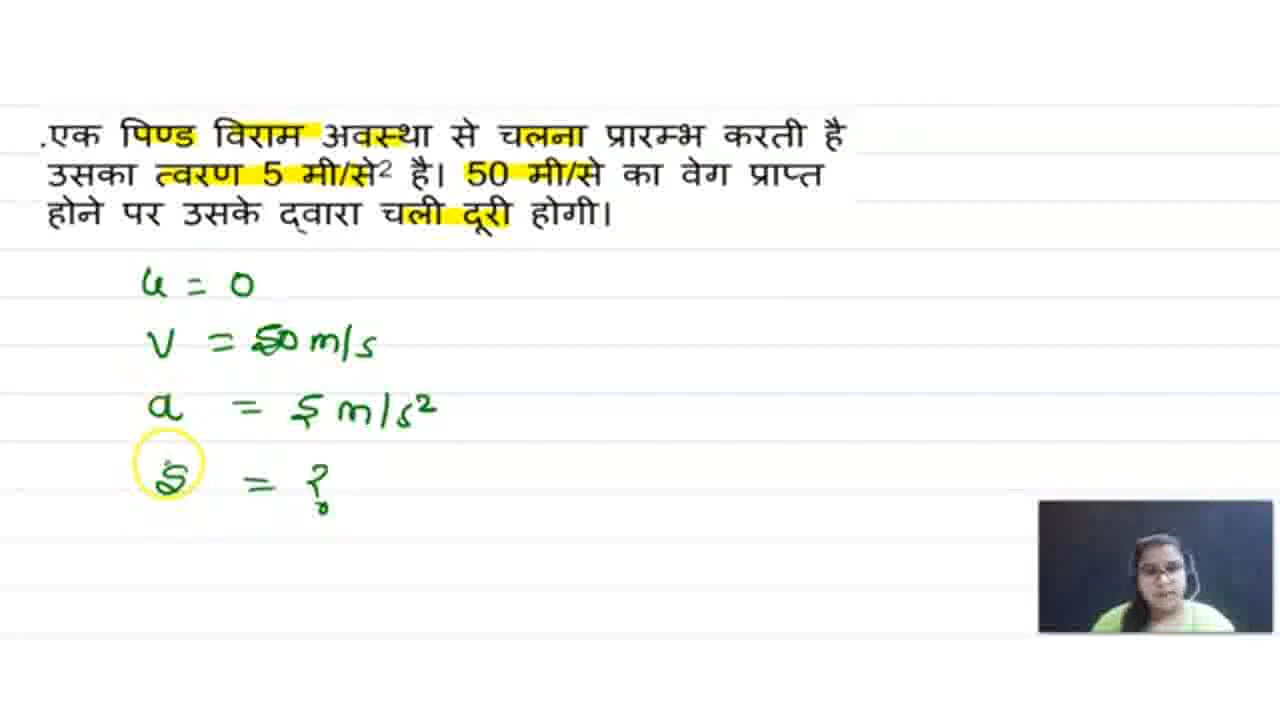 .एक पिण्ड विराम अवस्था से चलना प्रारम्भ करती है
उसका त्वरण 5 मी/से² है। 50 मी/से का वेग प्राप्त
होने पर उसके द्वारा चली दूरी होगी।
u = 0
v = 50 m/s
a = 5 m/s²
S = ?